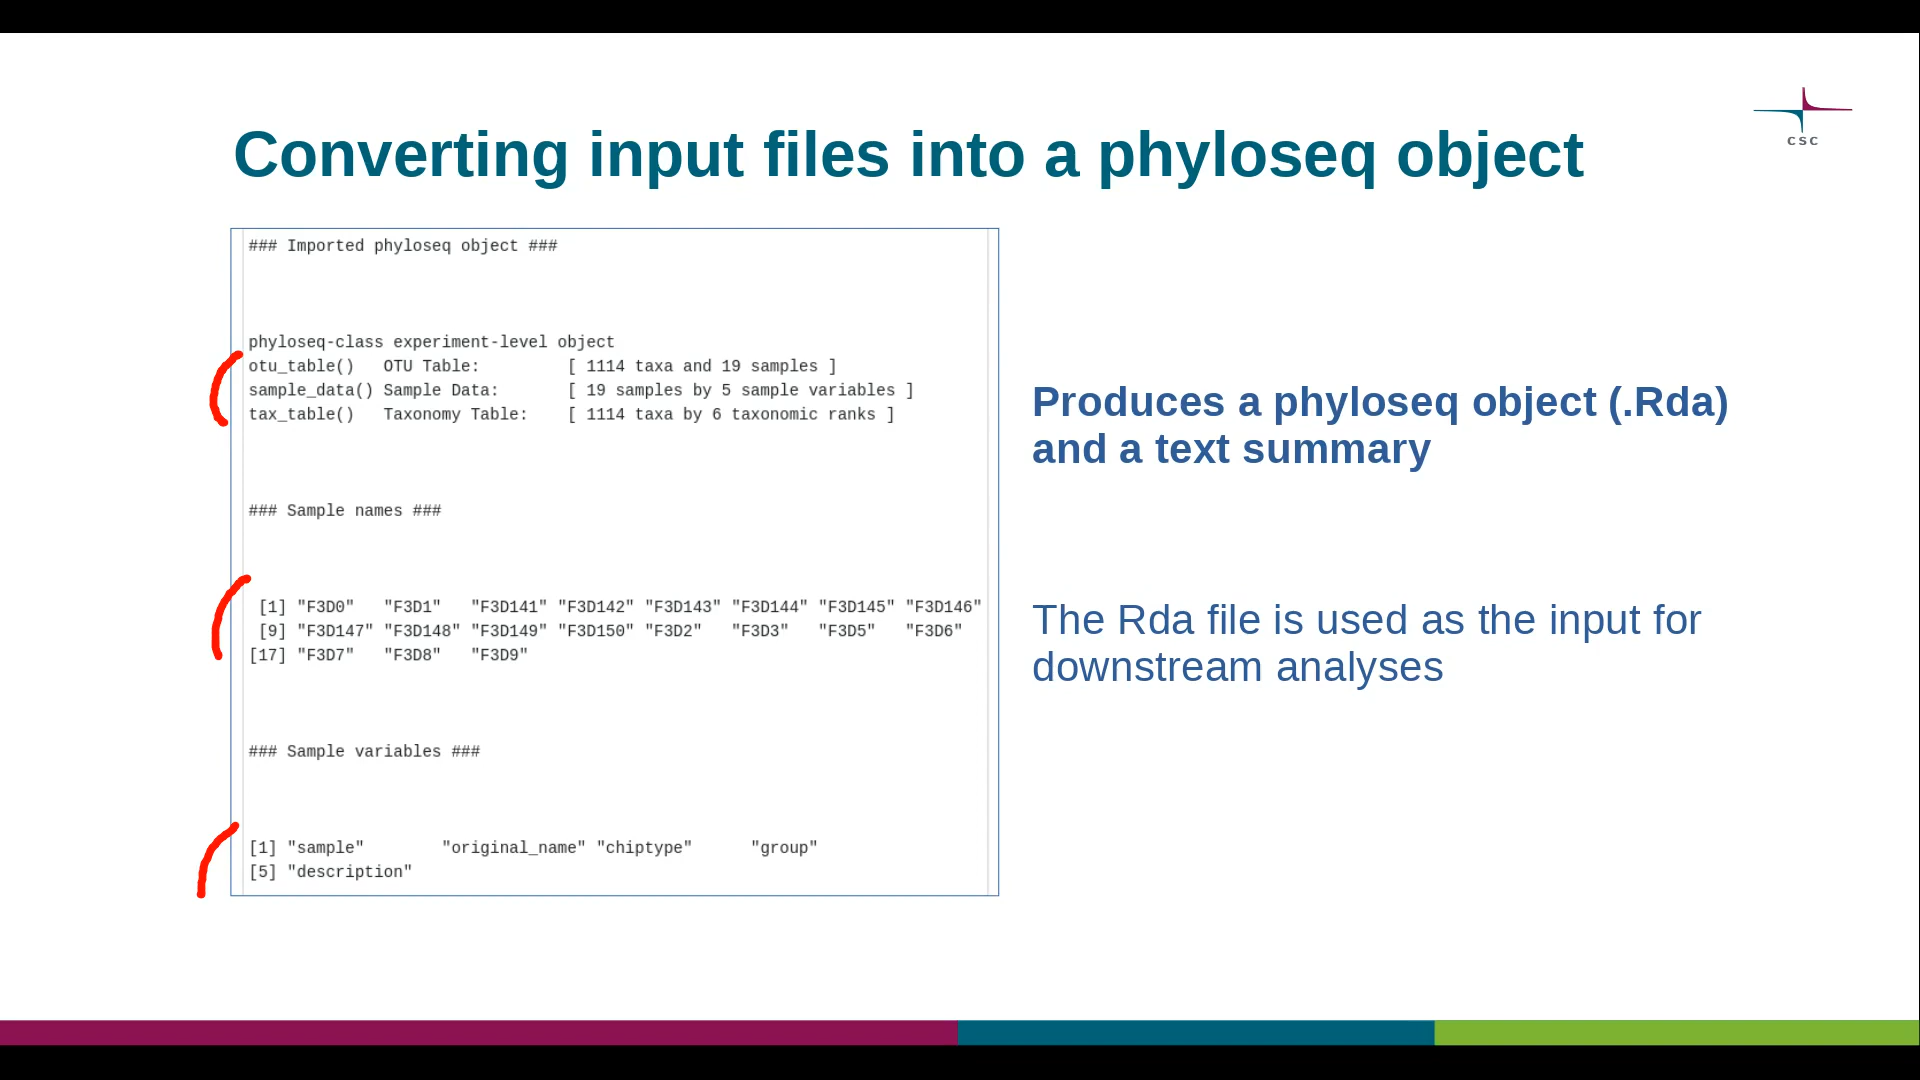 csc
Converting input files into a phyloseq object
### Imported phyloseq object ###
phyloseq-class experiment-level object
otu_table()   OTU Table:         [ 1114 taxa and 19 samples ]
sample_data() Sample Data:       [ 19 samples by 5 sample variables ]
tax_table()   Taxonomy Table:    [ 1114 taxa by 6 taxonomic ranks ]
### Sample names ###
 [1] "F3D0"   "F3D1"   "F3D141" "F3D142" "F3D143" "F3D144" "F3D145" "F3D146"
 [9] "F3D147" "F3D148" "F3D149" "F3D150" "F3D2"   "F3D3"   "F3D5"   "F3D6"
[17] "F3D7"   "F3D8"   "F3D9"
### Sample variables ###
[1] "sample"        "original_name" "chiptype"      "group"
[5] "description"
Produces a phyloseq object (.Rda)
and a text summary
The Rda file is used as the input for
downstream analyses